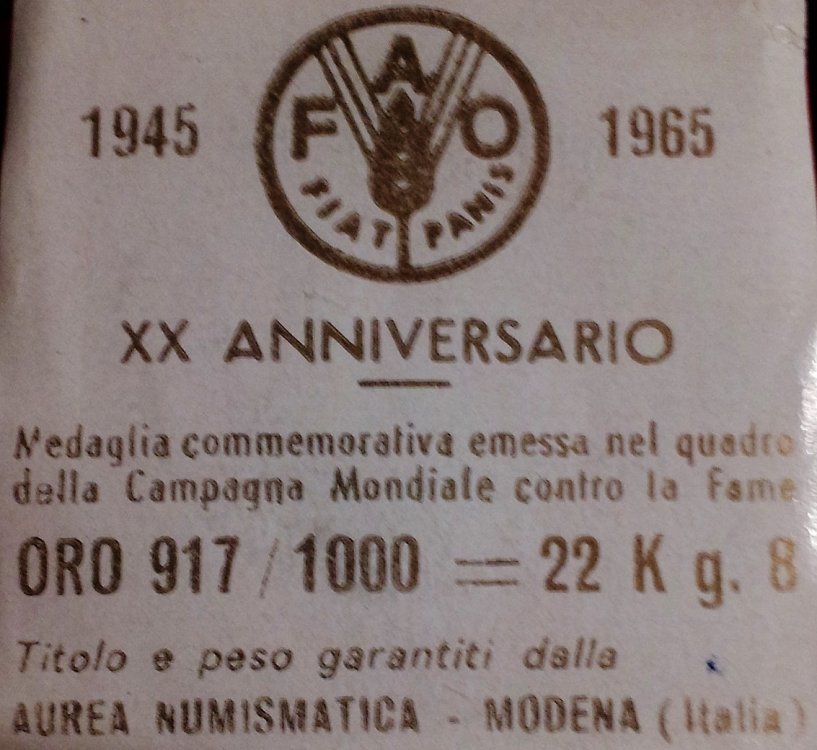 1945 FAO 1965
FIAT PANIS
XX ANNIVERSARIO
Medaglia commemorativa emessa nel quadro
della Campagna Mondiale contro la Fame
ORO 917 / 1000 = 22 K g. 8
Titolo e peso garantiti dalla
AUREA NUMISMATICA - MODENA (Italia)